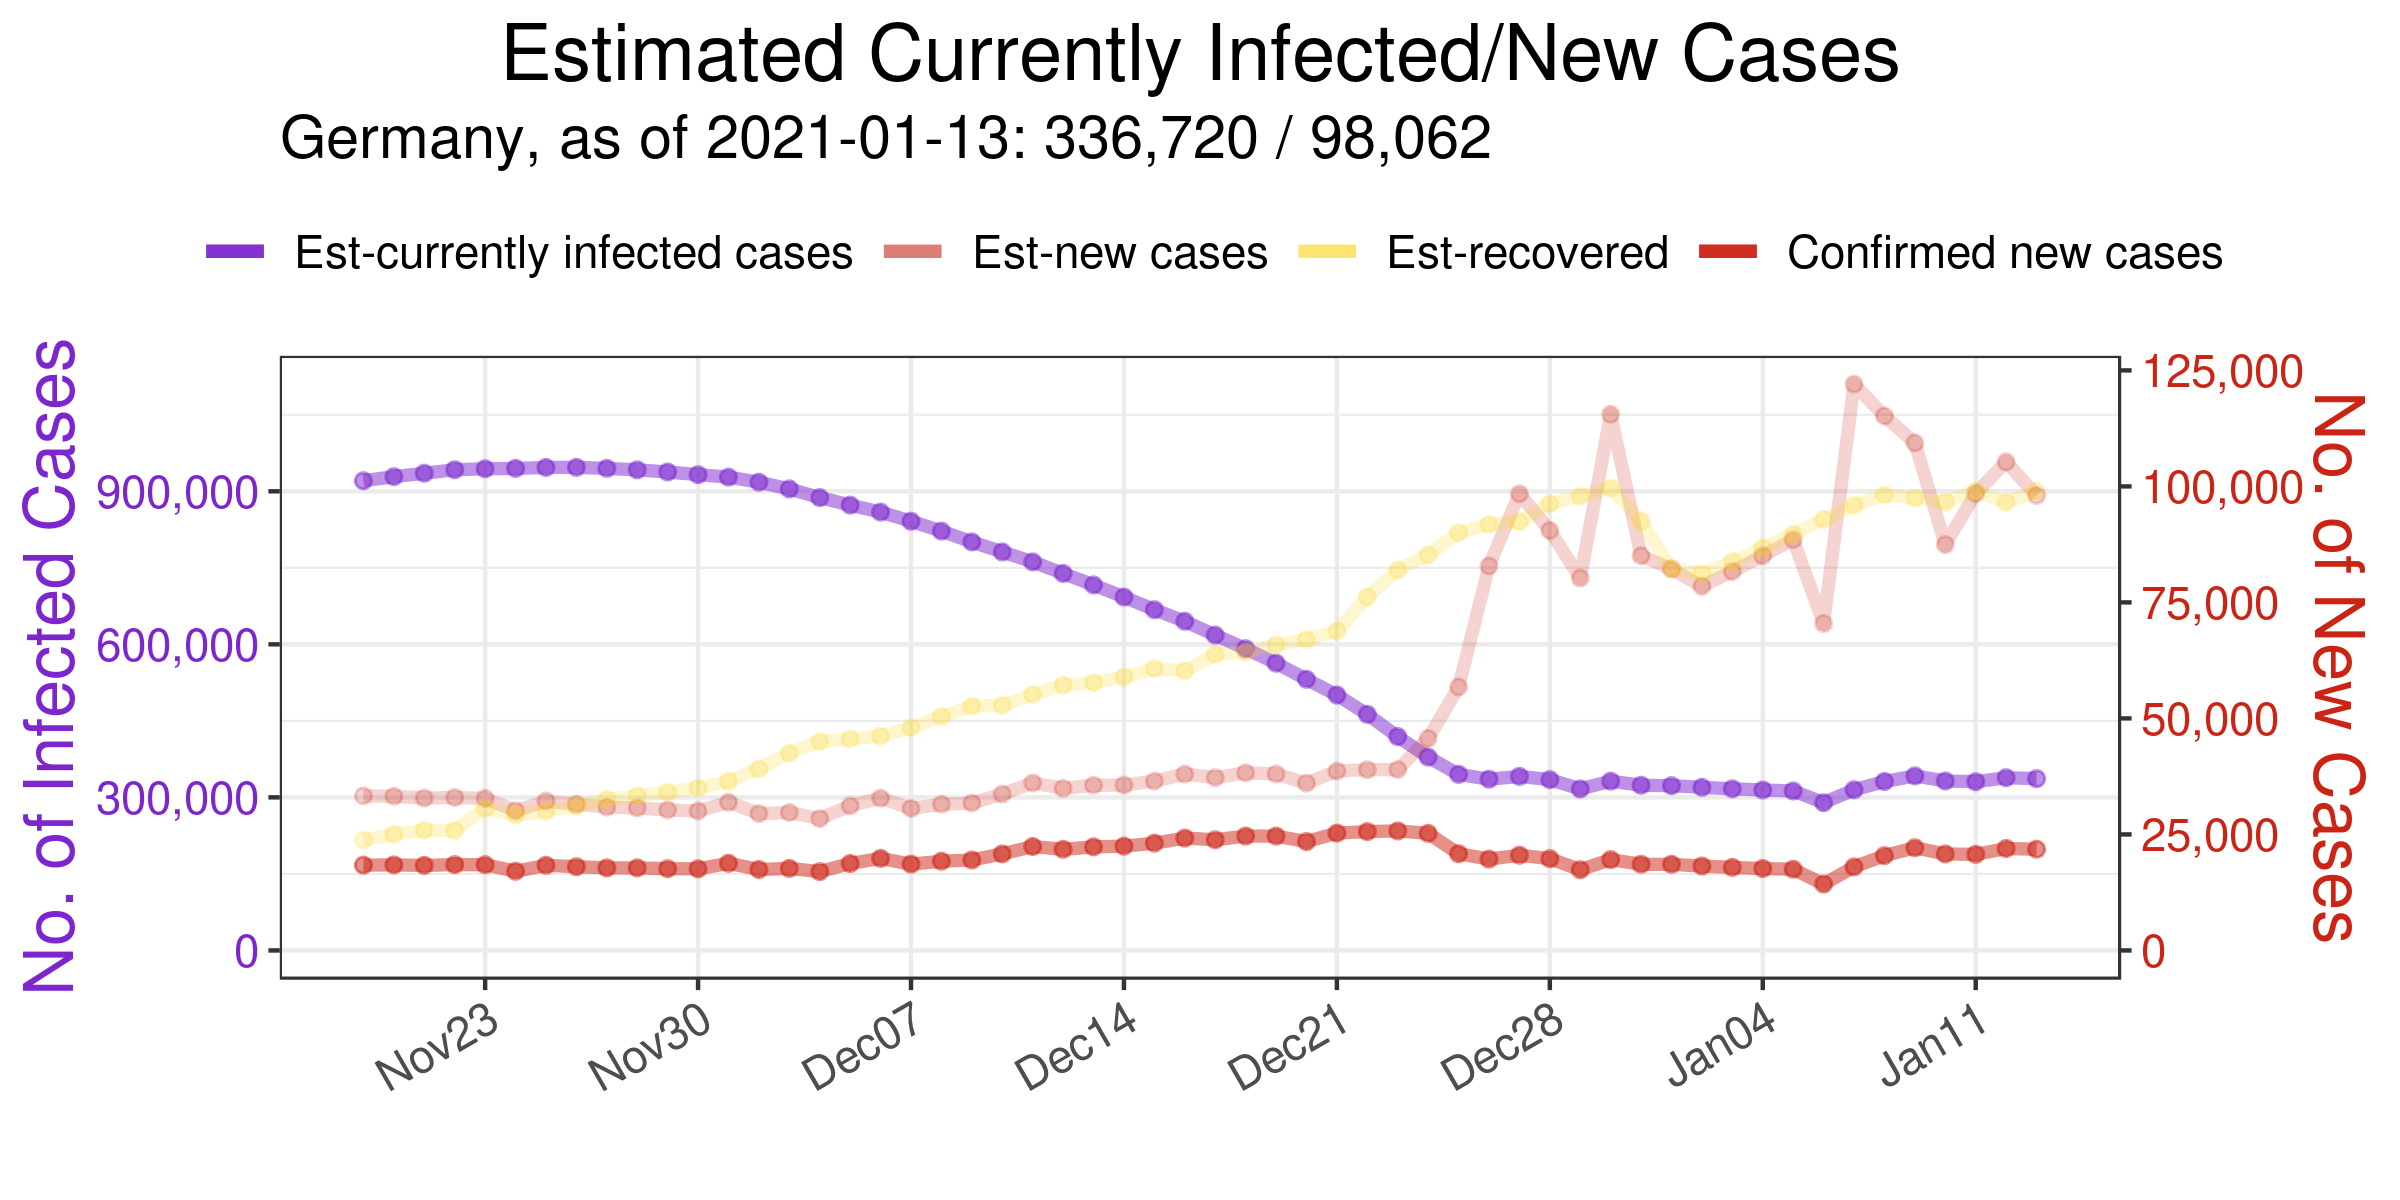 Estimated Currently Infected/New Cases
Germany, as of 2021-01-13: 336,720 / 98,062
Est-currently infected cases Est-new cases Est-recovered Confirmed new cases
No. of Infected Cases
900,000
600,000
300,000
0
125,000
100,000
75,000
50,000
25,000
0
No. of New Cases
Nov23 Nov30 Dec07 Dec14 Dec21 Dec28 Jan04 Jan11